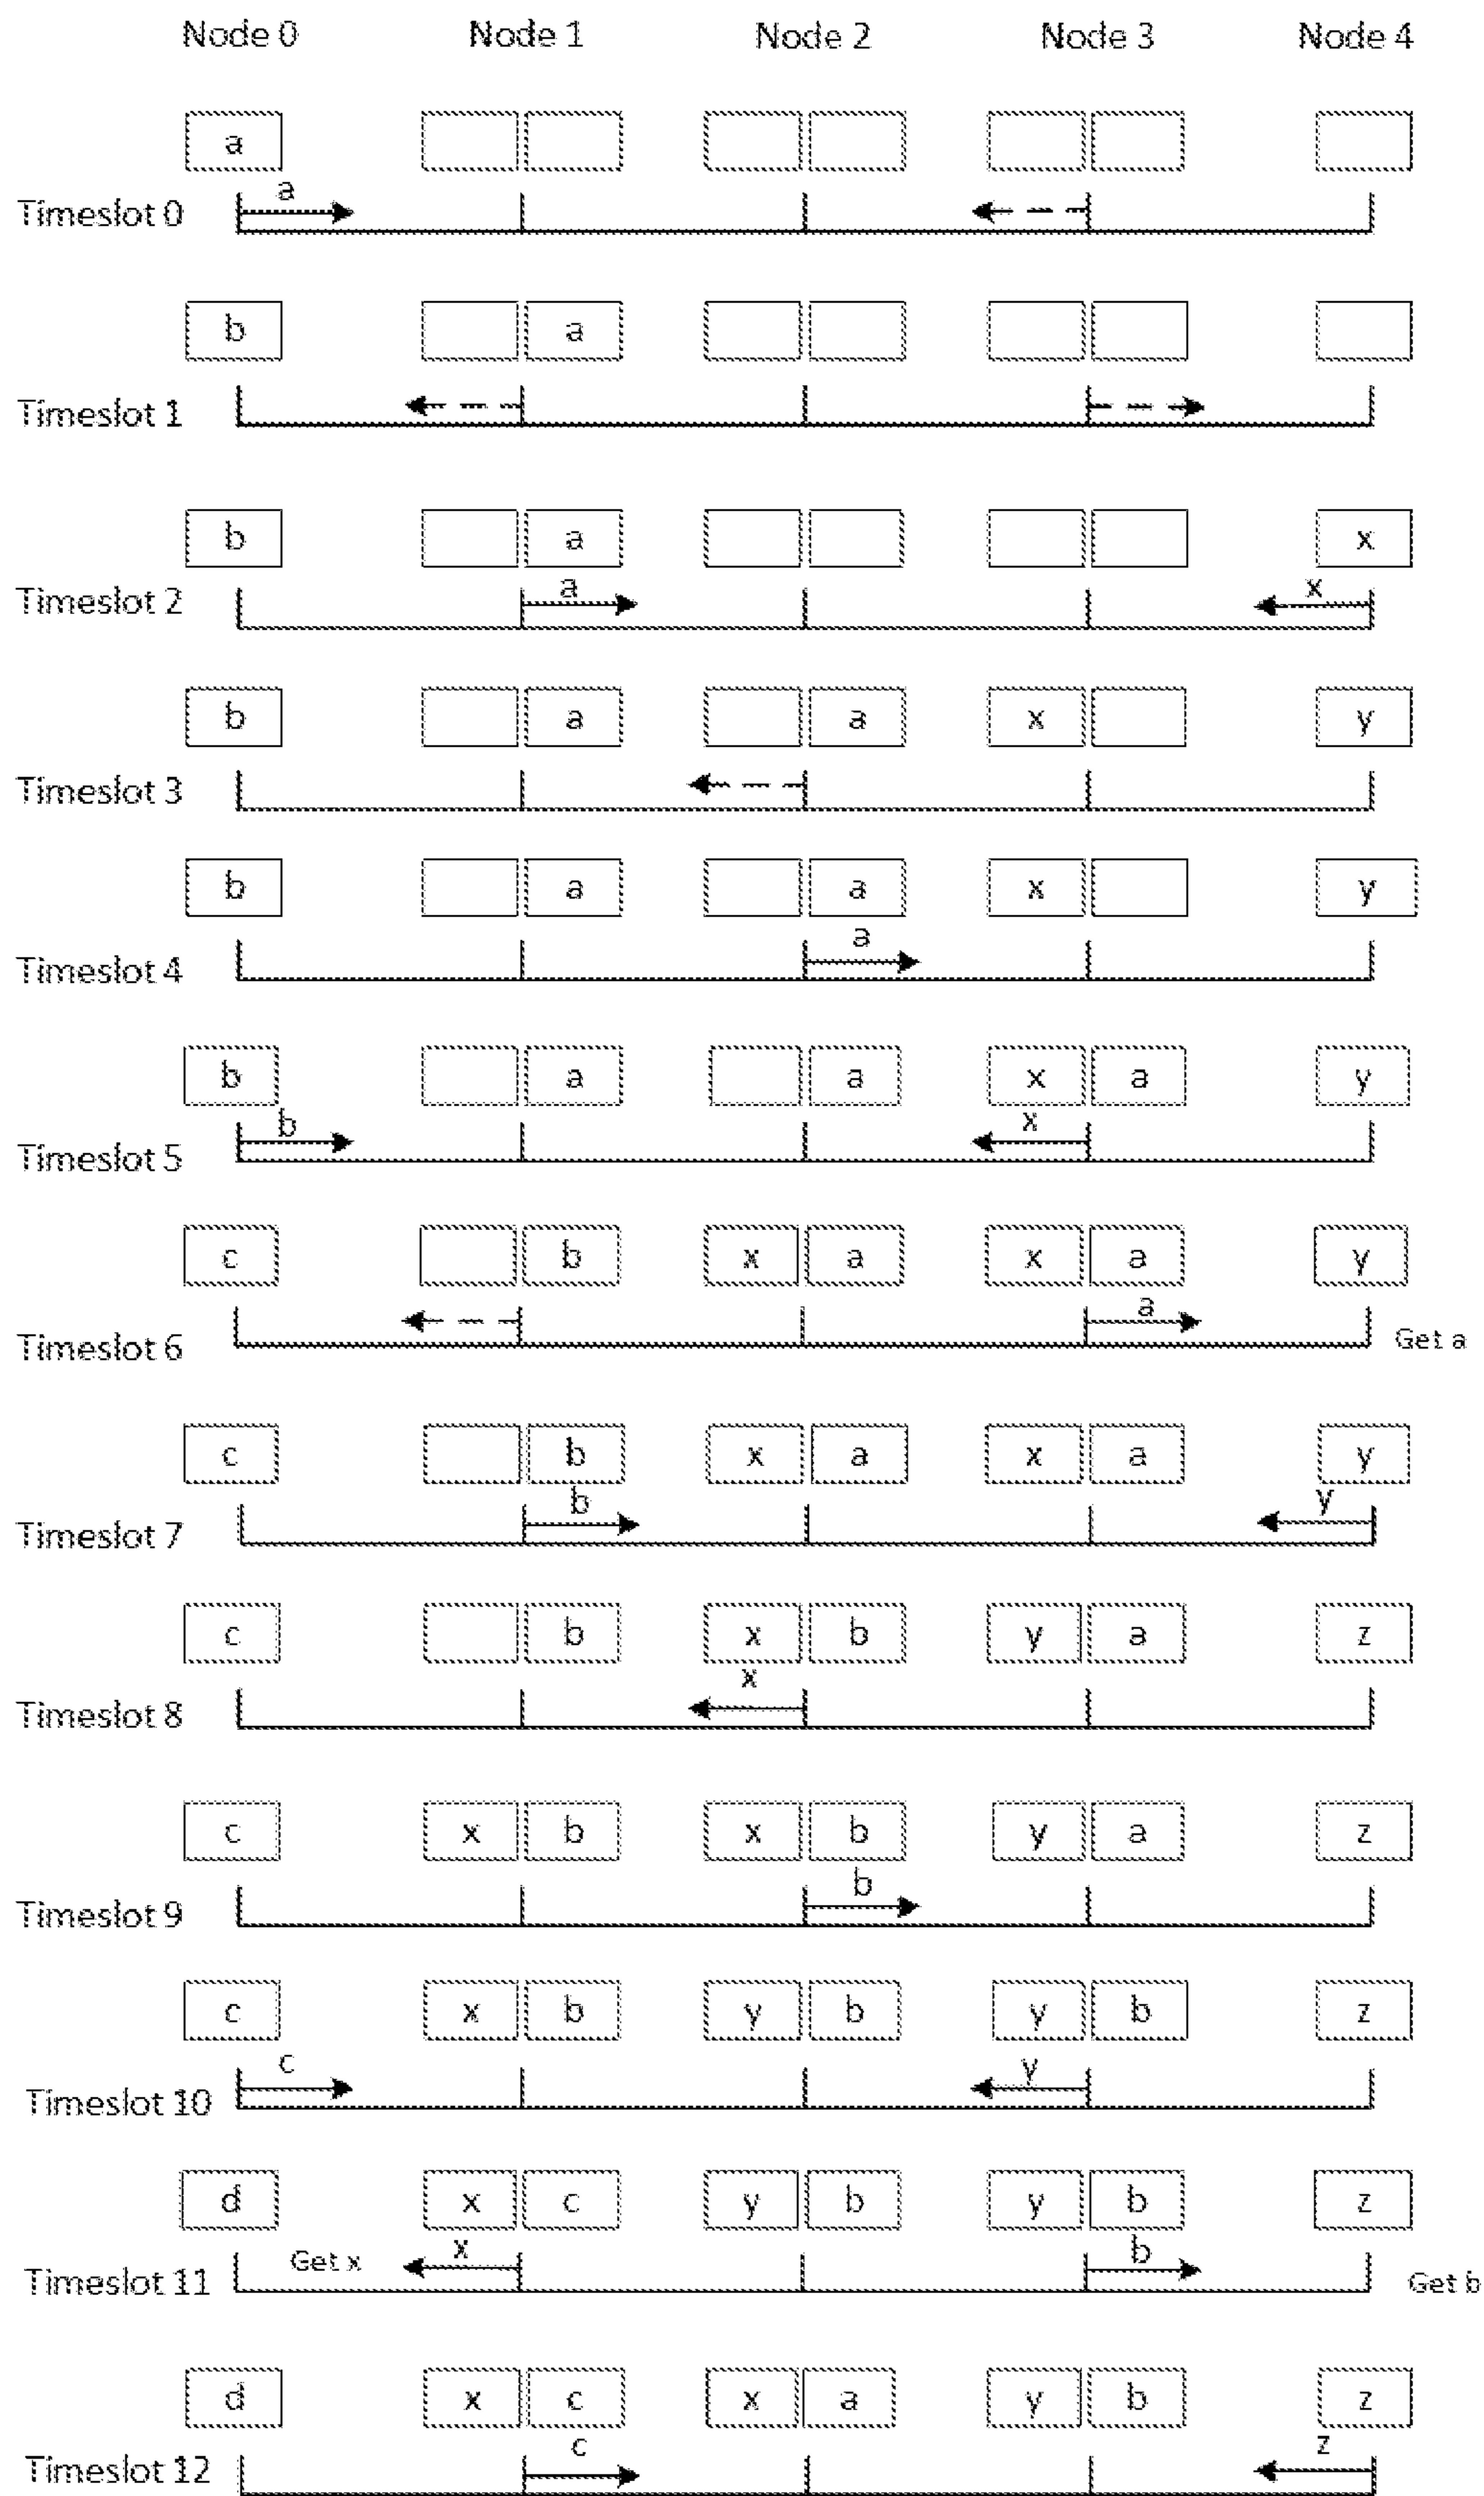 Node 0 Node 1 Node 2 Node 3 Node 4
a
a
Timeslot 0
b a
Timeslot 1
b a x
a x
Timeslot 2
b a a x y
Timeslot 3
b a a x y
a
Timeslot 4
b a a x a y
b x
Timeslot 5
c b x a x a y
a
Timeslot 6 Get a
c b x a x a y
b y
Timeslot 7
c b x b y a z
x
Timeslot 8
c x b x b y a z
b
Timeslot 9
c x b y b y b z
c y
Timeslot 10
d x c y b y b z
Get x x b
Timeslot 11 Get b
d x c x a y b z
c z
Timeslot 12